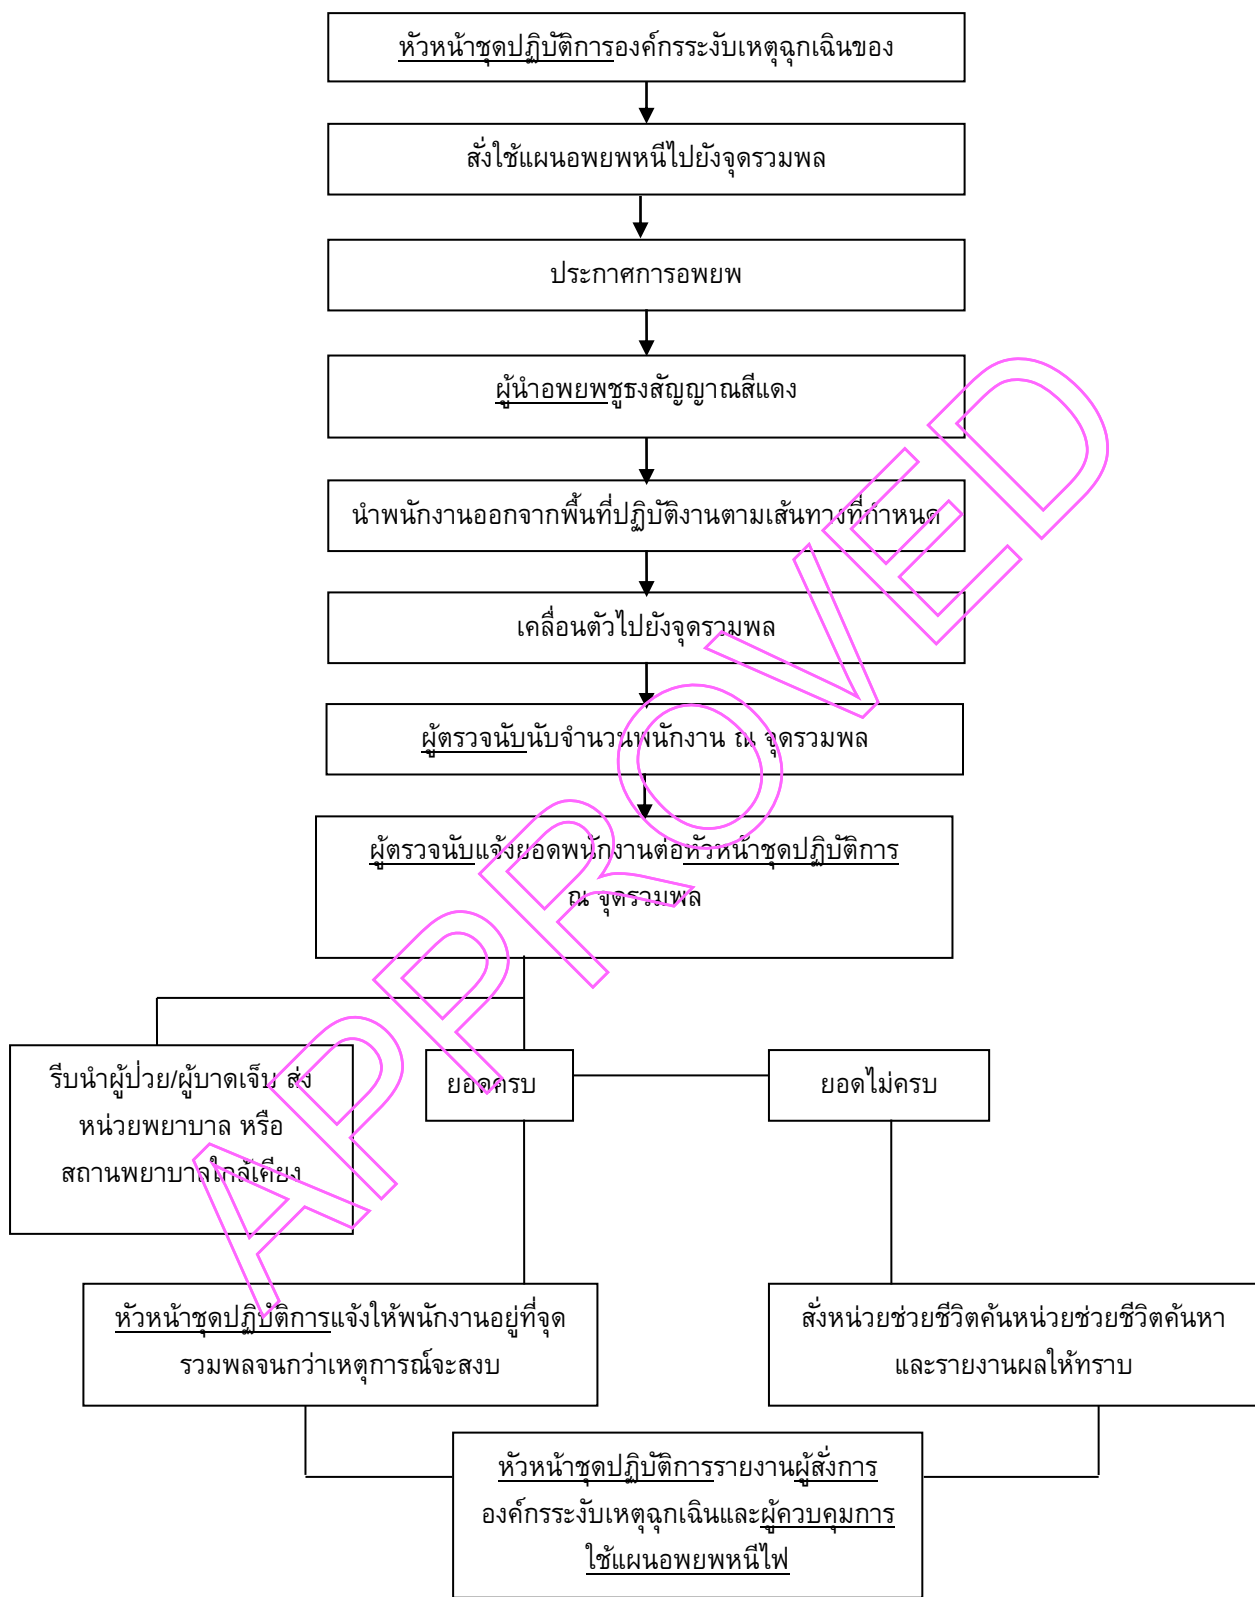 หัวหน้าชุดปฏิบัติการองค์กรระงับเหตุฉุกเฉินของ
สั่งใช้แผนอพยพหนีไปยังจุดรวมพล
ประกาศการอพยพ
ผู้นำอพยพชูธงสัญญาณสีแดง
นำพนักงานออกจากพื้นที่ปฏิบัติงานตามเส้นทางที่กำหนด
เคลื่อนตัวไปยังจุดรวมพล
ผู้ตรวจนับนับจำนวนพนักงาน ณ จุดรวมพล
ผู้ตรวจนับแจ้งยอดพนักงานต่อหัวหน้าชุดปฏิบัติการ
ณ จุดรวมพล
รีบนำผู้ป่วย/ผู้บาดเจ็บ ส่ง
หน่วยพยาบาล หรือ
สถานพยาบาลใกล้เคียง
ยอดครบ
ยอดไม่ครบ
หัวหน้าชุดปฏิบัติการแจ้งให้พนักงานอยู่ที่จุด
รวมพลจนกว่าเหตุการณ์จะสงบ
สั่งหน่วยช่วยชีวิตค้นหน่วยช่วยชีวิตค้นหา
และรายงานผลให้ทราบ
หัวหน้าชุดปฏิบัติการรายงานผู้สั่งการ
องค์กรระงับเหตุฉุกเฉินและผู้ควบคุมการ
ใช้แผนอพยพหนีไฟ
APPROVED